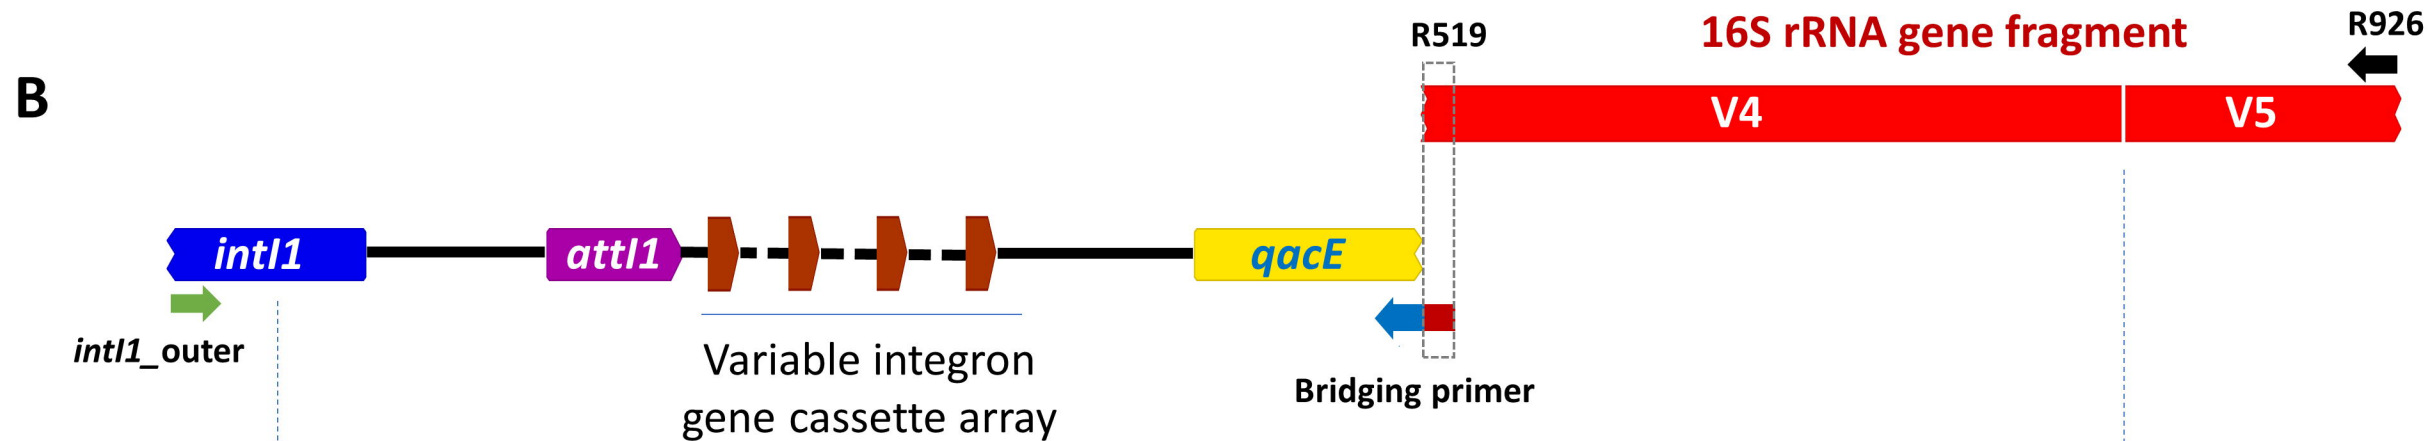 B
R519
16S rRNA gene fragment
R926
V4
V5
intI1
attI1
qacE
intI1_outer
Variable integron
gene cassette array
Bridging primer